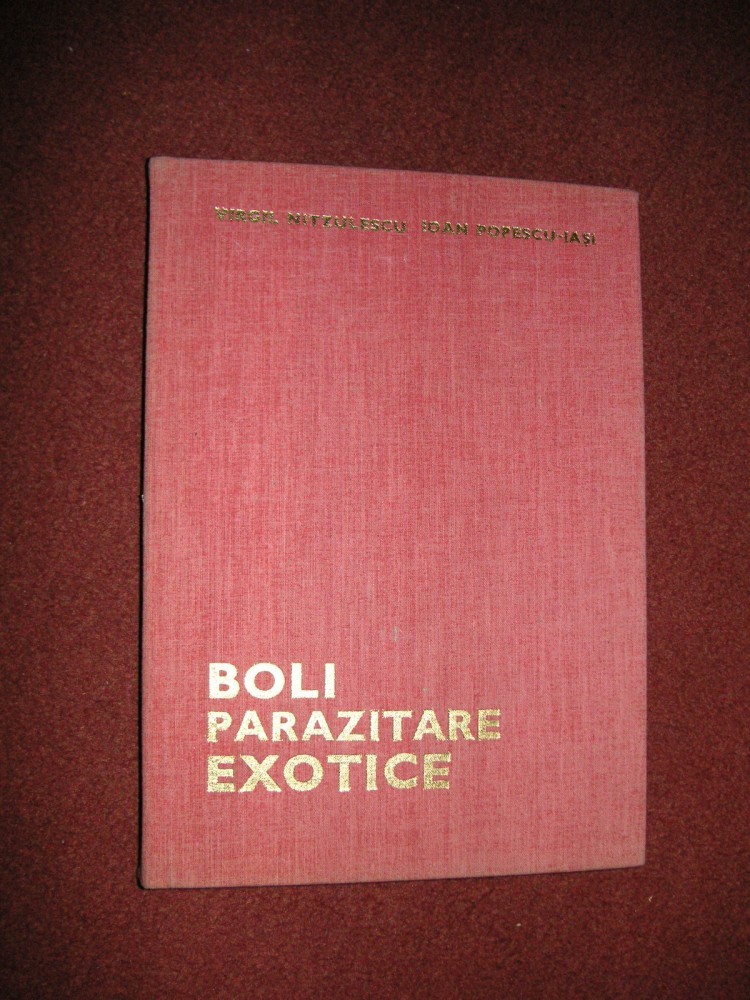 VIRGIL NITZULESCU IOAN POPESCU-IAȘI
BOLI
PARAZITARE
EXOTICE